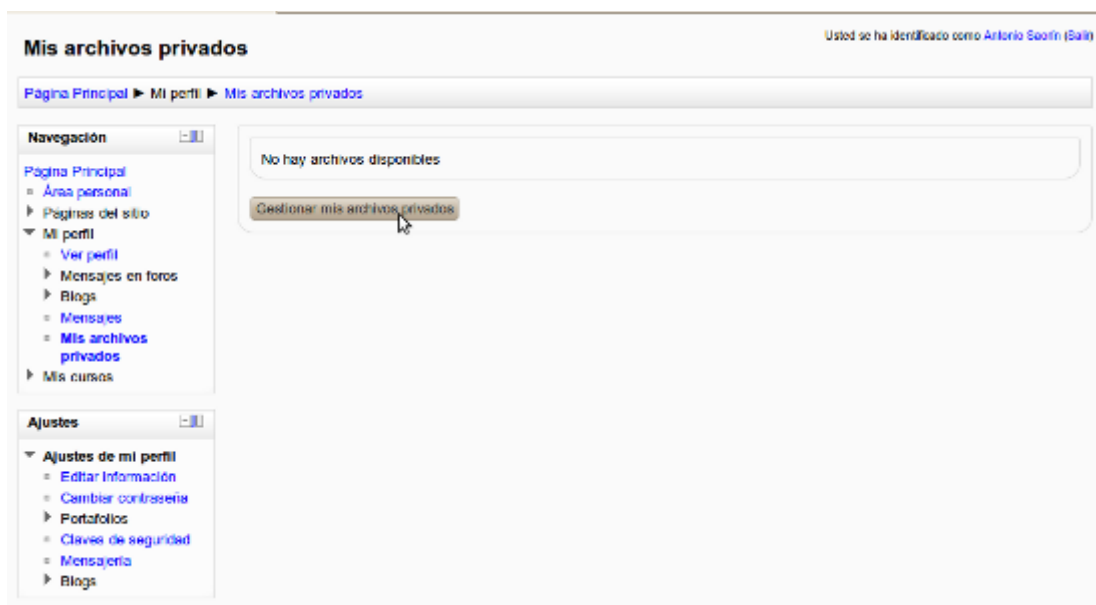 Mis archivos privados
Usted se ha identificado como Antonio Saorín (Salir)
Página Principal ► Mi perfil ► Mis archivos privados
Navegación
Página Principal
Área personal
Páginas del sitio
Mi perfil
Ver perfil
Mensajes en foros
Blogs
Mensajes
Mis archivos
privados
Mis cursos
No hay archivos disponibles
Gestionar mis archivos privados
Ajustes
Ajustes de mi perfil
Editar información
Cambiar contraseña
Portafolios
Claves de seguridad
Mensajería
Blogs